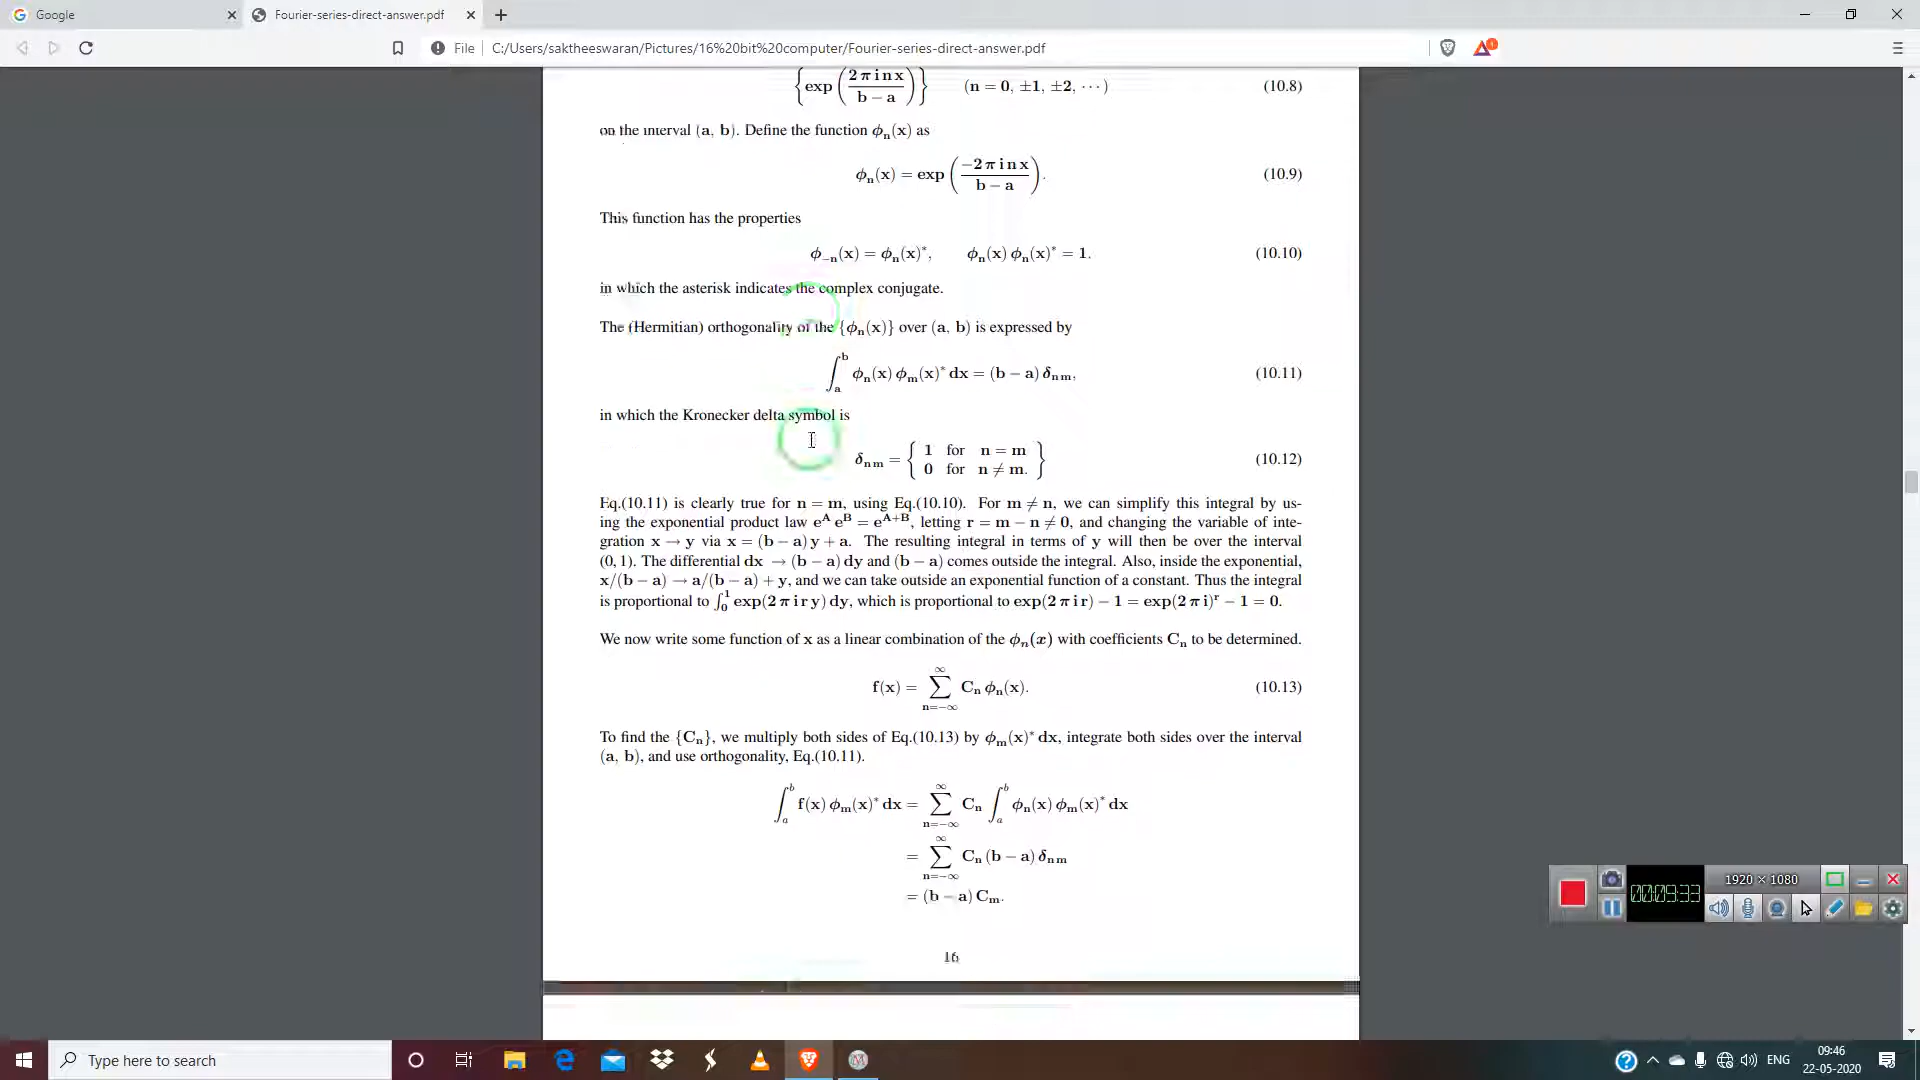 Google
Fourier-series-direct-answer.pdf
File | C:/Users/saktheeswaran/Pictures/16%20bit%20computer/Fourier-series-direct-answer.pdf
{exp (2 π i n x / b − a)} (n = 0, ±1, ±2, ···) (10.8)
on the interval (a, b). Define the function ϕn(x) as
ϕn(x) = exp (−2 π i n x / b − a). (10.9)
This function has the properties
ϕ−n(x) = ϕn(x)*, ϕn(x) ϕn(x)* = 1. (10.10)
in which the asterisk indicates the complex conjugate.
The (Hermitian) orthogonality of the {ϕn(x)} over (a, b) is expressed by
∫ₐᵇ ϕn(x) ϕm(x)* dx = (b − a) δnm, (10.11)
in which the Kronecker delta symbol is
δnm = { 1 for n = m
0 for n ≠ m. } (10.12)
Eq.(10.11) is clearly true for n = m, using Eq.(10.10). For m ≠ n, we can simplify this integral by us-
ing the exponential product law eᴬ eᴮ = eᴬ⁺ᴮ, letting r = m − n ≠ 0, and changing the variable of inte-
gration x → y via x = (b − a) y + a. The resulting integral in terms of y will then be over the interval
(0, 1). The differential dx → (b − a) dy and (b − a) comes outside the integral. Also, inside the exponential,
x/(b − a) → a/(b − a) + y, and we can take outside an exponential function of a constant. Thus the integral
is proportional to ∫₀¹ exp(2 π i r y) dy, which is proportional to exp(2 π i r) − 1 = exp(2 π i)ʳ − 1 = 0.
We now write some function of x as a linear combination of the ϕn(x) with coefficients Cn to be determined.
f(x) = ∑ₙ₌₋∞^∞ Cn ϕn(x). (10.13)
To find the {Cn}, we multiply both sides of Eq.(10.13) by ϕm(x)* dx, integrate both sides over the interval
(a, b), and use orthogonality, Eq.(10.11).
∫ₐᵇ f(x) ϕm(x)* dx = ∑ₙ₌₋∞^∞ Cn ∫ₐᵇ ϕn(x) ϕm(x)* dx
= ∑ₙ₌₋∞^∞ Cn (b − a) δnm
= (b − a) Cm.
16
1920 × 1080
00:09:33
Type here to search
ENG
09:46
22-05-2020